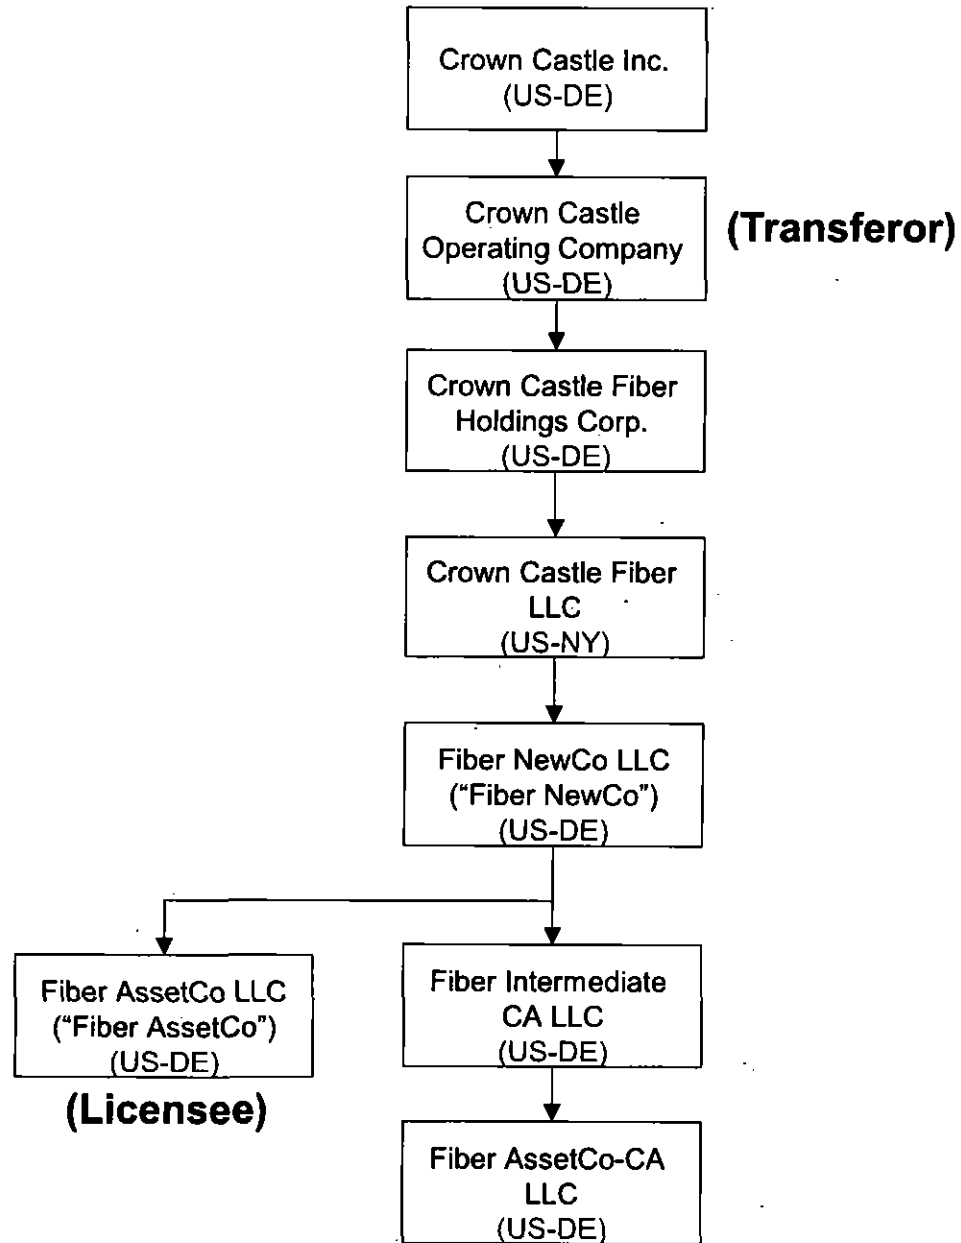 Crown Castle Inc.
(US-DE)
Crown Castle
Operating Company
(US-DE)
(Transferor)
Crown Castle Fiber
Holdings Corp.
(US-DE)
Crown Castle Fiber
LLC
(US-NY)
Fiber NewCo LLC
("Fiber NewCo")
(US-DE)
Fiber AssetCo LLC
("Fiber AssetCo")
(US-DE)
(Licensee)
Fiber Intermediate
CA LLC
(US-DE)
Fiber AssetCo-CA
LLC
(US-DE)